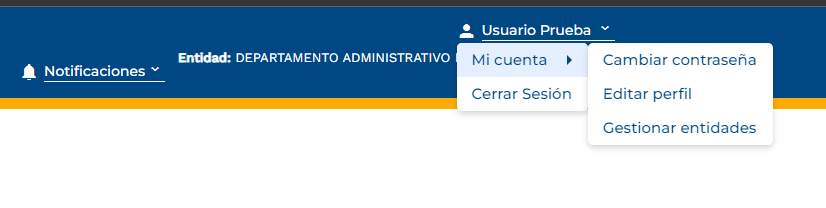 Usuario Prueba
Entidad: DEPARTAMENTO ADMINISTRATIVO
Notificaciones
Mi cuenta
Cerrar Sesión
Cambiar contraseña
Editar perfil
Gestionar entidades